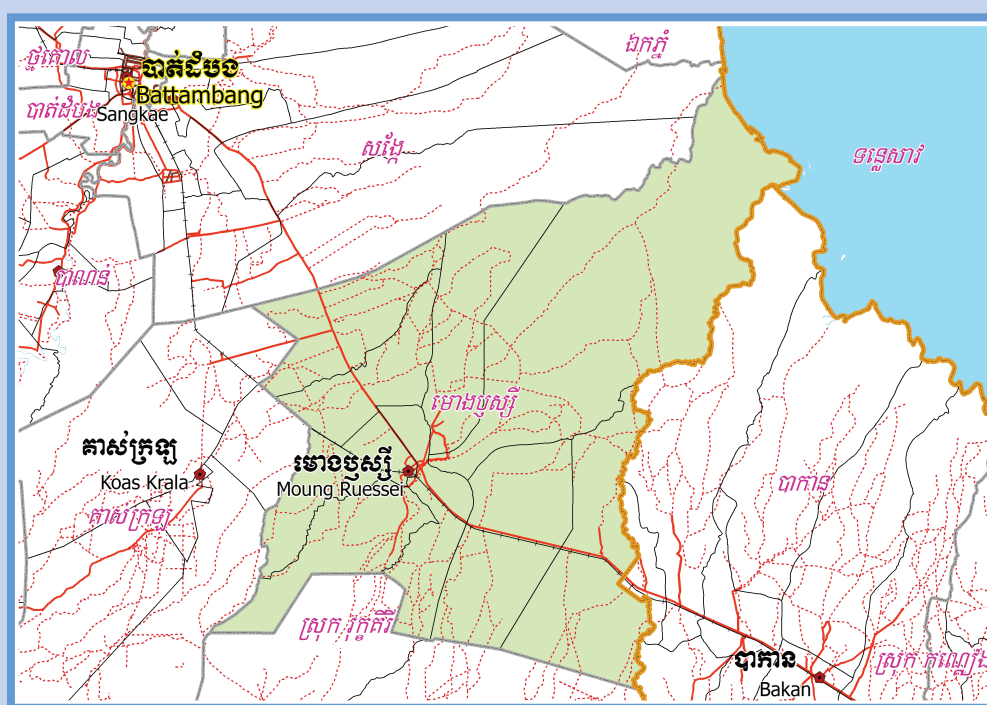 ថ្មគោល
ឯកភ្នំ
បាត់ដំបង
Battambang
បាត់ដំបង
Sangkae
សង្កែ
ទន្លេសាប
បាណន់
មោងឫស្សី
គាស់ក្រឡ
Koas Krala
គាស់ក្រឡ
មោងឫស្សី
Moung Ruessei
បាកាន
ស្រុក រុក្ខគិរី
បាកាន
Bakan
ស្រុក កណ្ដៀង